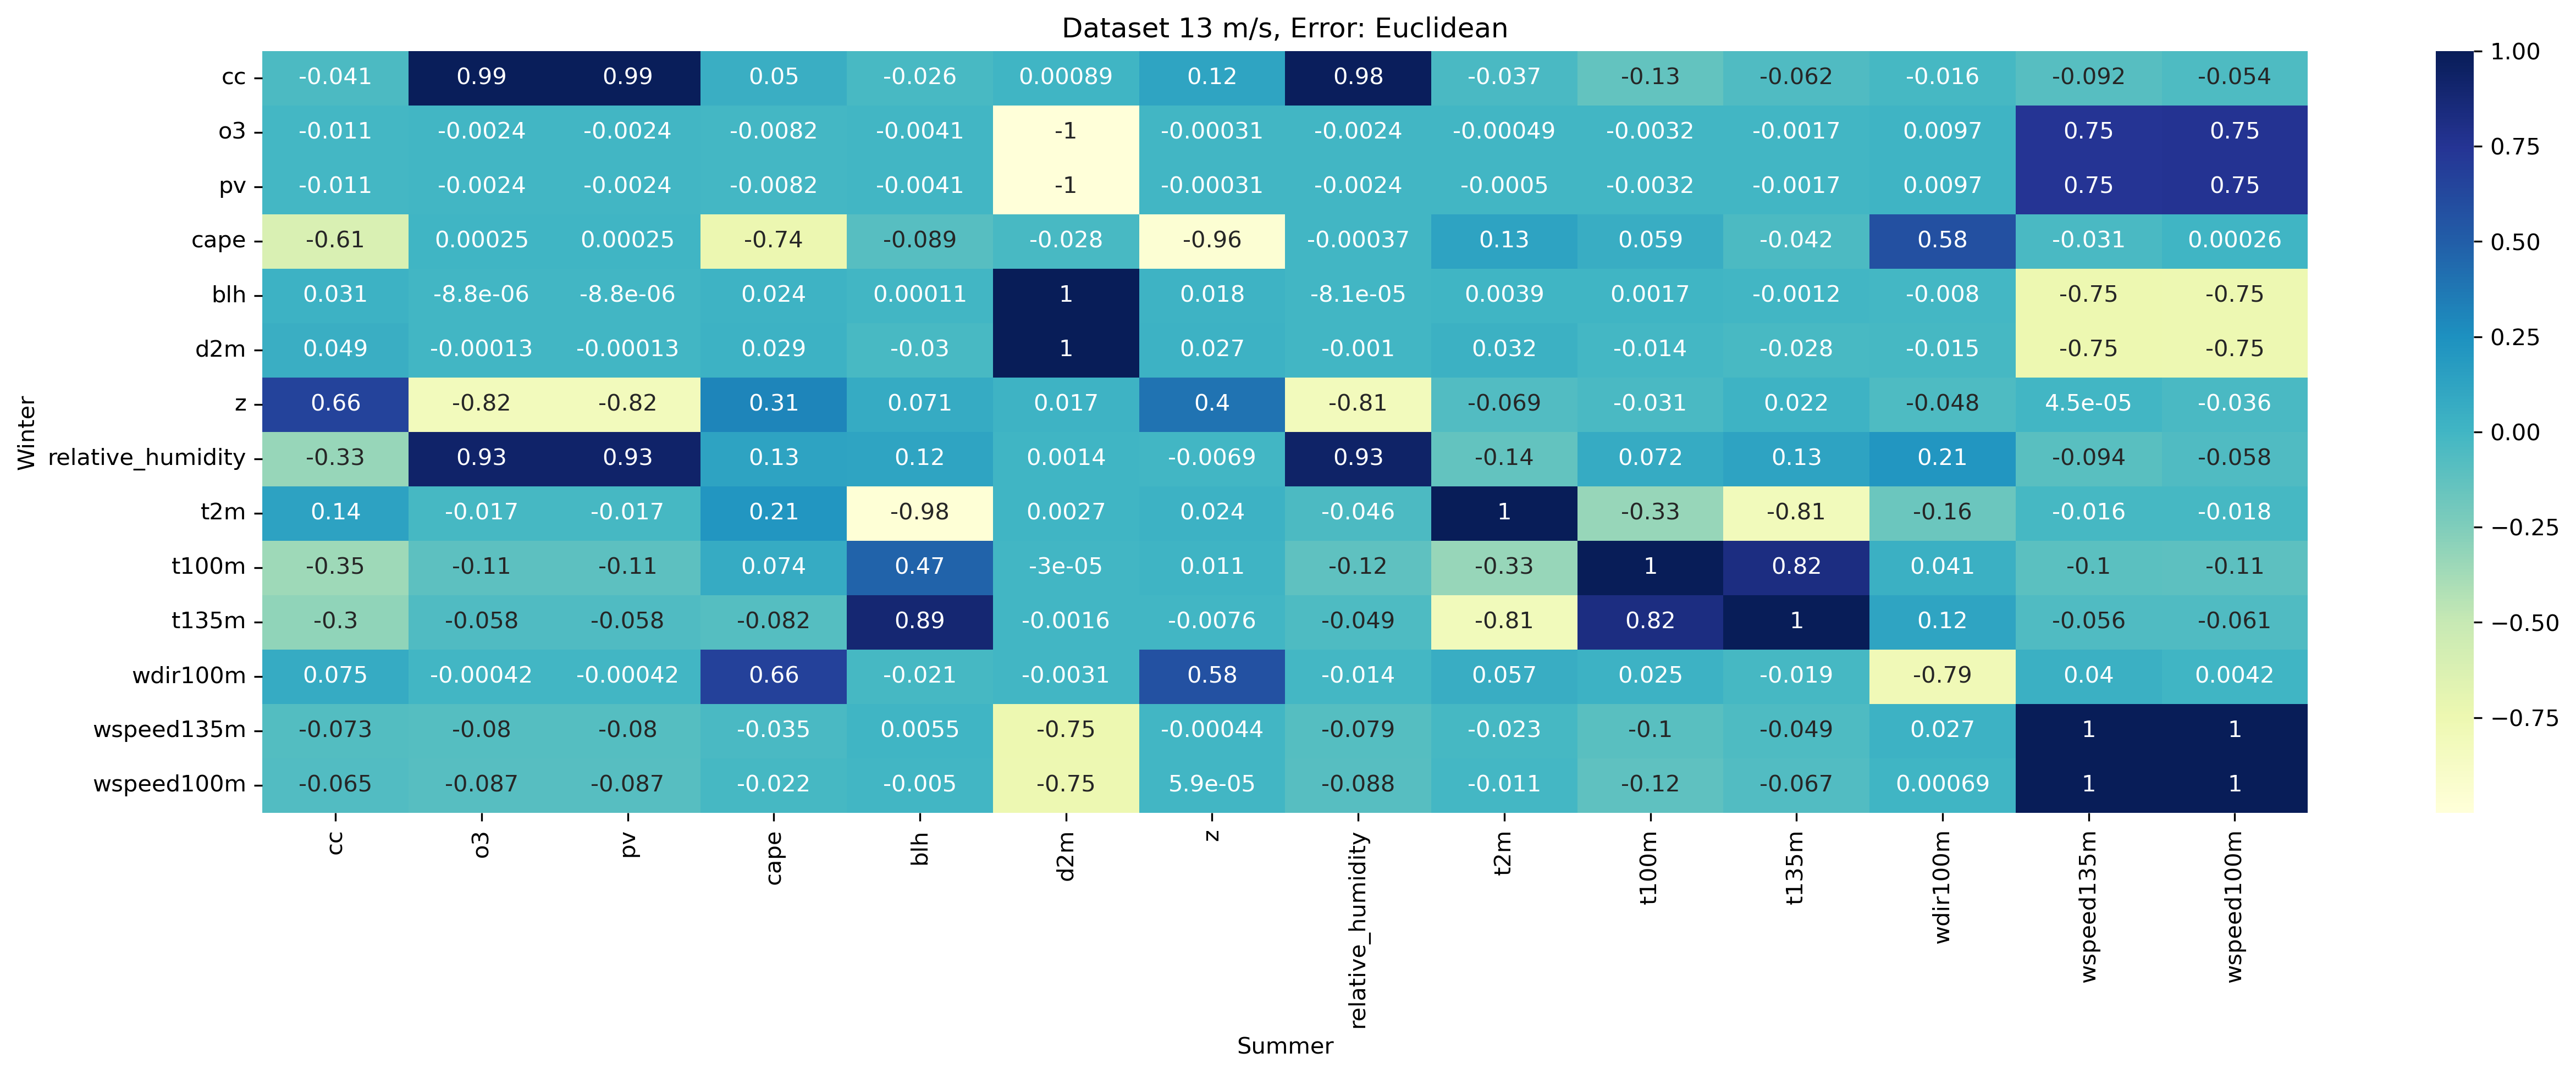 Dataset 13 m/s, Error: Euclidean
cc -0.041 0.99 0.99 0.05 -0.026 0.00089 0.12 0.98 -0.037 -0.13 -0.062 -0.016 -0.092 -0.054
o3 -0.011 -0.0024 -0.0024 -0.0082 -0.0041 -1 -0.00031 -0.0024 -0.00049 -0.0032 -0.0017 0.0097 0.75 0.75
pv -0.011 -0.0024 -0.0024 -0.0082 -0.0041 -1 -0.00031 -0.0024 -0.0005 -0.0032 -0.0017 0.0097 0.75 0.75
cape -0.61 0.00025 0.00025 -0.74 -0.089 -0.028 -0.96 -0.00037 0.13 0.059 -0.042 0.58 -0.031 0.00026
blh 0.031 -8.8e-06 -8.8e-06 0.024 0.00011 1 0.018 -8.1e-05 0.0039 0.0017 -0.0012 -0.008 -0.75 -0.75
d2m 0.049 -0.00013 -0.00013 0.029 -0.03 1 0.027 -0.001 0.032 -0.014 -0.028 -0.015 -0.75 -0.75
z 0.66 -0.82 -0.82 0.31 0.071 0.017 0.4 -0.81 -0.069 -0.031 0.022 -0.048 4.5e-05 -0.036
relative_humidity -0.33 0.93 0.93 0.13 0.12 0.0014 -0.0069 0.93 -0.14 0.072 0.13 0.21 -0.094 -0.058
t2m 0.14 -0.017 -0.017 0.21 -0.98 0.0027 0.024 -0.046 1 -0.33 -0.81 -0.16 -0.016 -0.018
t100m -0.35 -0.11 -0.11 0.074 0.47 -3e-05 0.011 -0.12 -0.33 1 0.82 0.041 -0.1 -0.11
t135m -0.3 -0.058 -0.058 -0.082 0.89 -0.0016 -0.0076 -0.049 -0.81 0.82 1 0.12 -0.056 -0.061
wdir100m 0.075 -0.00042 -0.00042 0.66 -0.021 -0.0031 0.58 -0.014 0.057 0.025 -0.019 -0.79 0.04 0.0042
wspeed135m -0.073 -0.08 -0.08 -0.035 0.0055 -0.75 -0.00044 -0.079 -0.023 -0.1 -0.049 0.027 1 1
wspeed100m -0.065 -0.087 -0.087 -0.022 -0.005 -0.75 5.9e-05 -0.088 -0.011 -0.12 -0.067 0.00069 1 1
Winter
cc o3 pv cape blh d2m z relative_humidity t2m t100m t135m wdir100m wspeed135m wspeed100m
Summer
1.00
0.75
0.50
0.25
0.00
−0.25
−0.50
−0.75